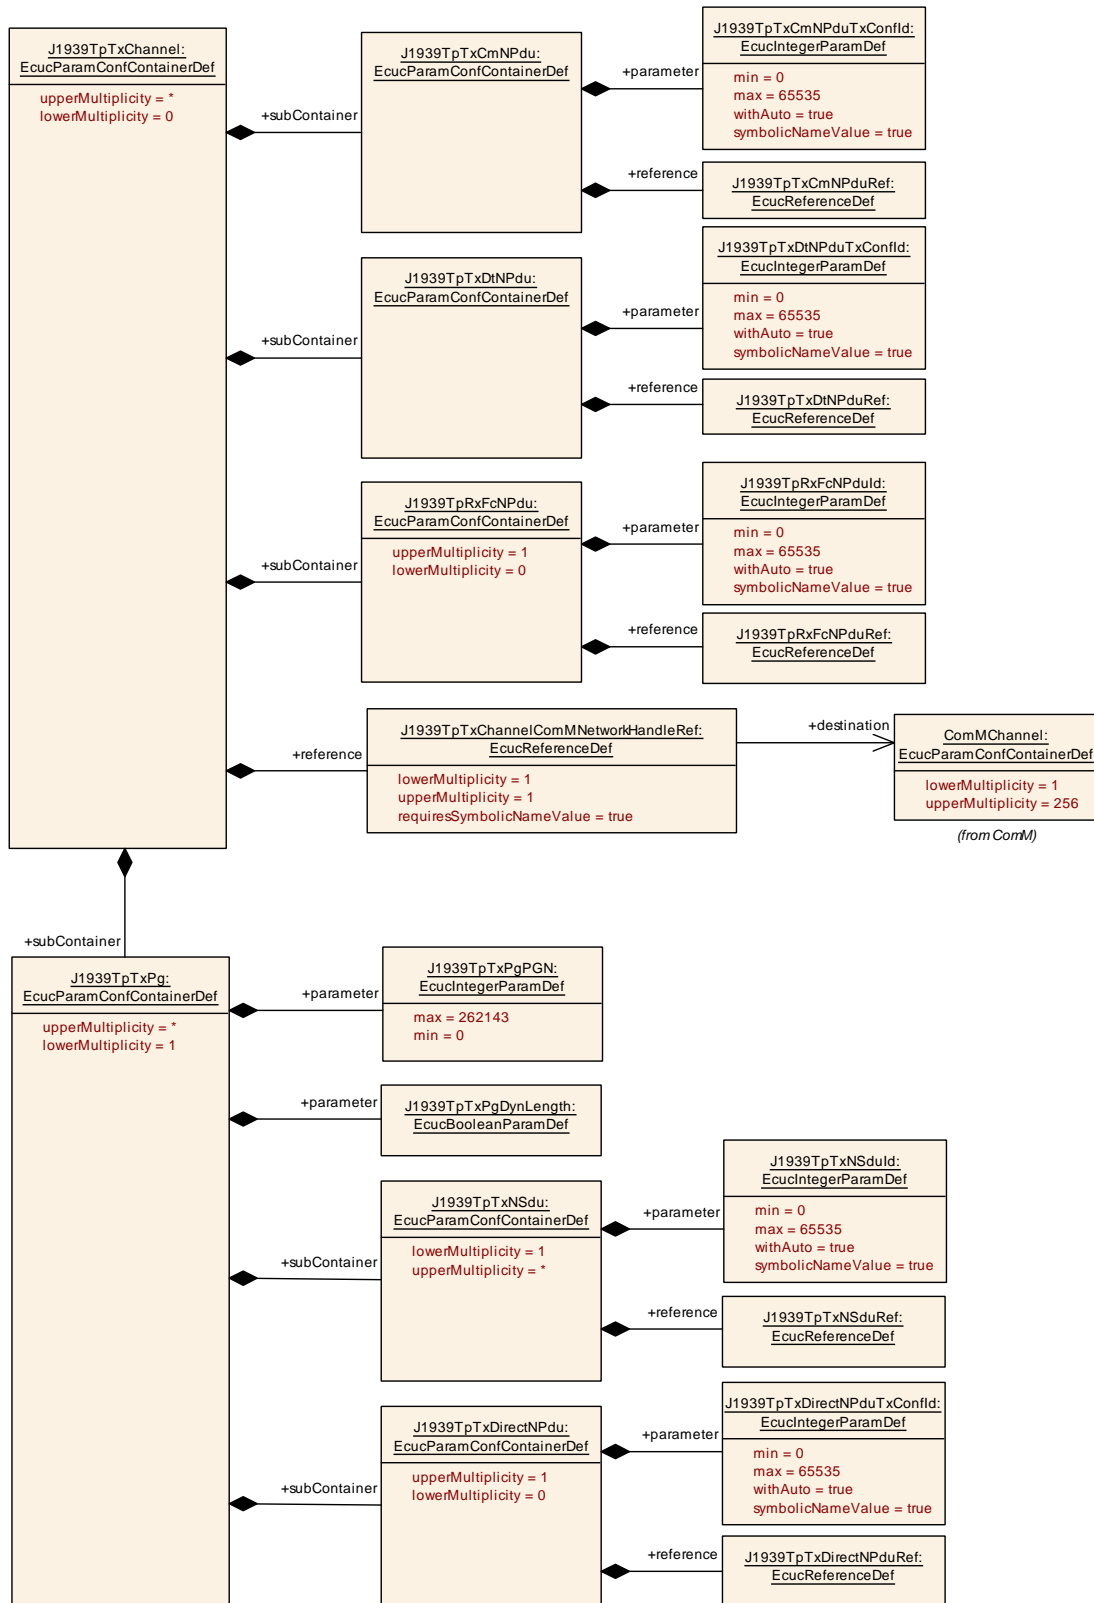 J1939TpTxChannel:
EcucParamConfContainerDef
upperMultiplicity = *
lowerMultiplicity = 0
+subContainer
J1939TpTxCmNPdu:
EcucParamConfContainerDef
+parameter
J1939TpTxCmNPduTxConfId:
EcucIntegerParamDef
min = 0
max = 65535
withAuto = true
symbolicNameValue = true
+reference
J1939TpTxCmNPduRef:
EcucReferenceDef
+subContainer
J1939TpTxDtNPdu:
EcucParamConfContainerDef
+parameter
J1939TpTxDtNPduTxConfId:
EcucIntegerParamDef
min = 0
max = 65535
withAuto = true
symbolicNameValue = true
+reference
J1939TpTxDtNPduRef:
EcucReferenceDef
+subContainer
J1939TpRxFcNPdu:
EcucParamConfContainerDef
upperMultiplicity = 1
lowerMultiplicity = 0
+parameter
J1939TpRxFcNPduId:
EcucIntegerParamDef
min = 0
max = 65535
withAuto = true
symbolicNameValue = true
+reference
J1939TpRxFcNPduRef:
EcucReferenceDef
+reference
J1939TpTxChannelComMNetworkHandleRef:
EcucReferenceDef
lowerMultiplicity = 1
upperMultiplicity = 1
requiresSymbolicNameValue = true
+destination
ComMChannel:
EcucParamConfContainerDef
lowerMultiplicity = 1
upperMultiplicity = 256
(from ComM)
+subContainer
J1939TpTxPg:
EcucParamConfContainerDef
upperMultiplicity = *
lowerMultiplicity = 1
+parameter
J1939TpTxPgPGN:
EcucIntegerParamDef
max = 262143
min = 0
+parameter
J1939TpTxPgDynLength:
EcucBooleanParamDef
+subContainer
J1939TpTxNSdu:
EcucParamConfContainerDef
lowerMultiplicity = 1
upperMultiplicity = *
+parameter
J1939TpTxNSduId:
EcucIntegerParamDef
min = 0
max = 65535
withAuto = true
symbolicNameValue = true
+reference
J1939TpTxNSduRef:
EcucReferenceDef
+subContainer
J1939TpTxDirectNPdu:
EcucParamConfContainerDef
upperMultiplicity = 1
lowerMultiplicity = 0
+parameter
J1939TpTxDirectNPduTxConfId:
EcucIntegerParamDef
min = 0
max = 65535
withAuto = true
symbolicNameValue = true
+reference
J1939TpTxDirectNPduRef:
EcucReferenceDef